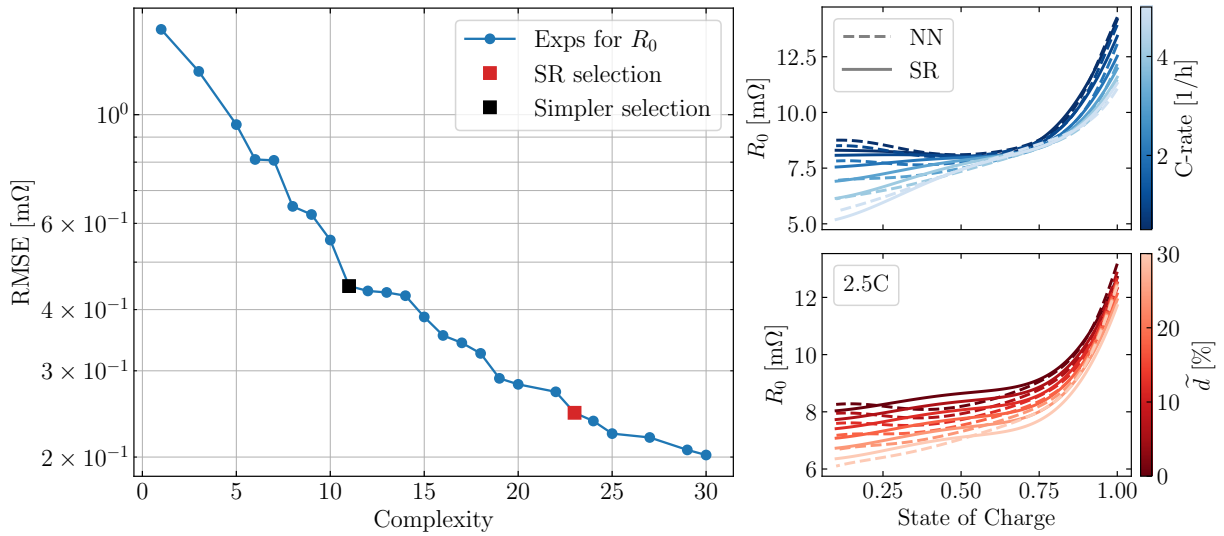 RMSE [mΩ]
10⁰
6 × 10⁻¹
4 × 10⁻¹
3 × 10⁻¹
2 × 10⁻¹
0 5 10 15 20 25 30
Complexity
Exps for R₀
SR selection
Simpler selection
R₀ [mΩ]
12.5
10.0
7.5
5.0
NN
SR
4
2
C-rate [1/h]
R₀ [mΩ]
12
10
8
6
2.5C
0.25 0.50 0.75 1.00
State of Charge
30
20
10
0
d̃ [%]